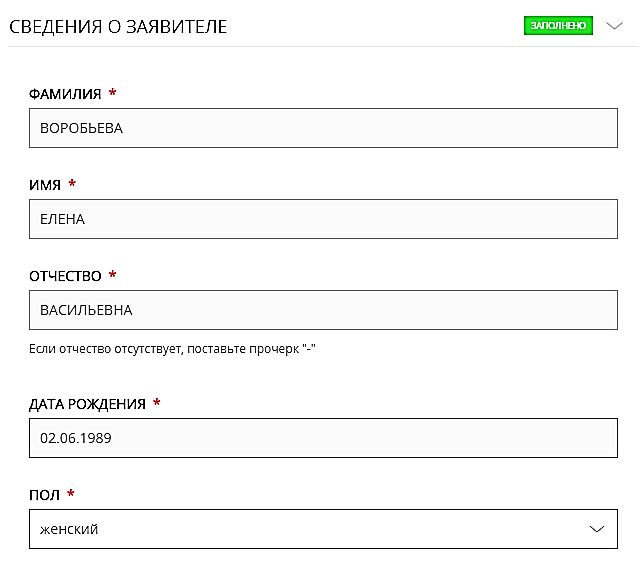 СВЕДЕНИЯ О ЗАЯВИТЕЛЕ ЗАПОЛНЕНО
ФАМИЛИЯ *
ВОРОБЬЕВА
ИМЯ *
ЕЛЕНА
ОТЧЕСТВО *
ВАСИЛЬЕВНА
Если отчество отсутствует, поставьте прочерк "-"
ДАТА РОЖДЕНИЯ *
02.06.1989
ПОЛ *
женский